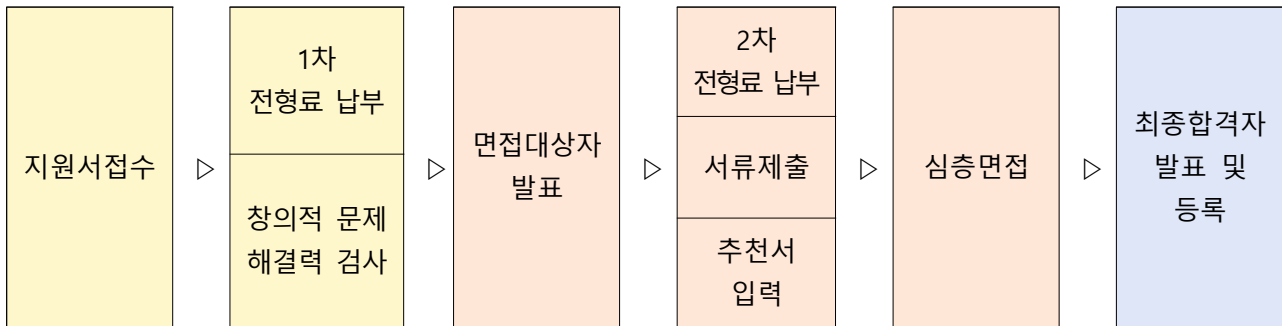 지원서접수
▷
1차
전형료 납부
창의적 문제
해결력 검사
▷
면접대상자
발표
▷
2차
전형료 납부
서류제출
추천서
입력
▷
심층면접
▷
최종합격자
발표 및
등록